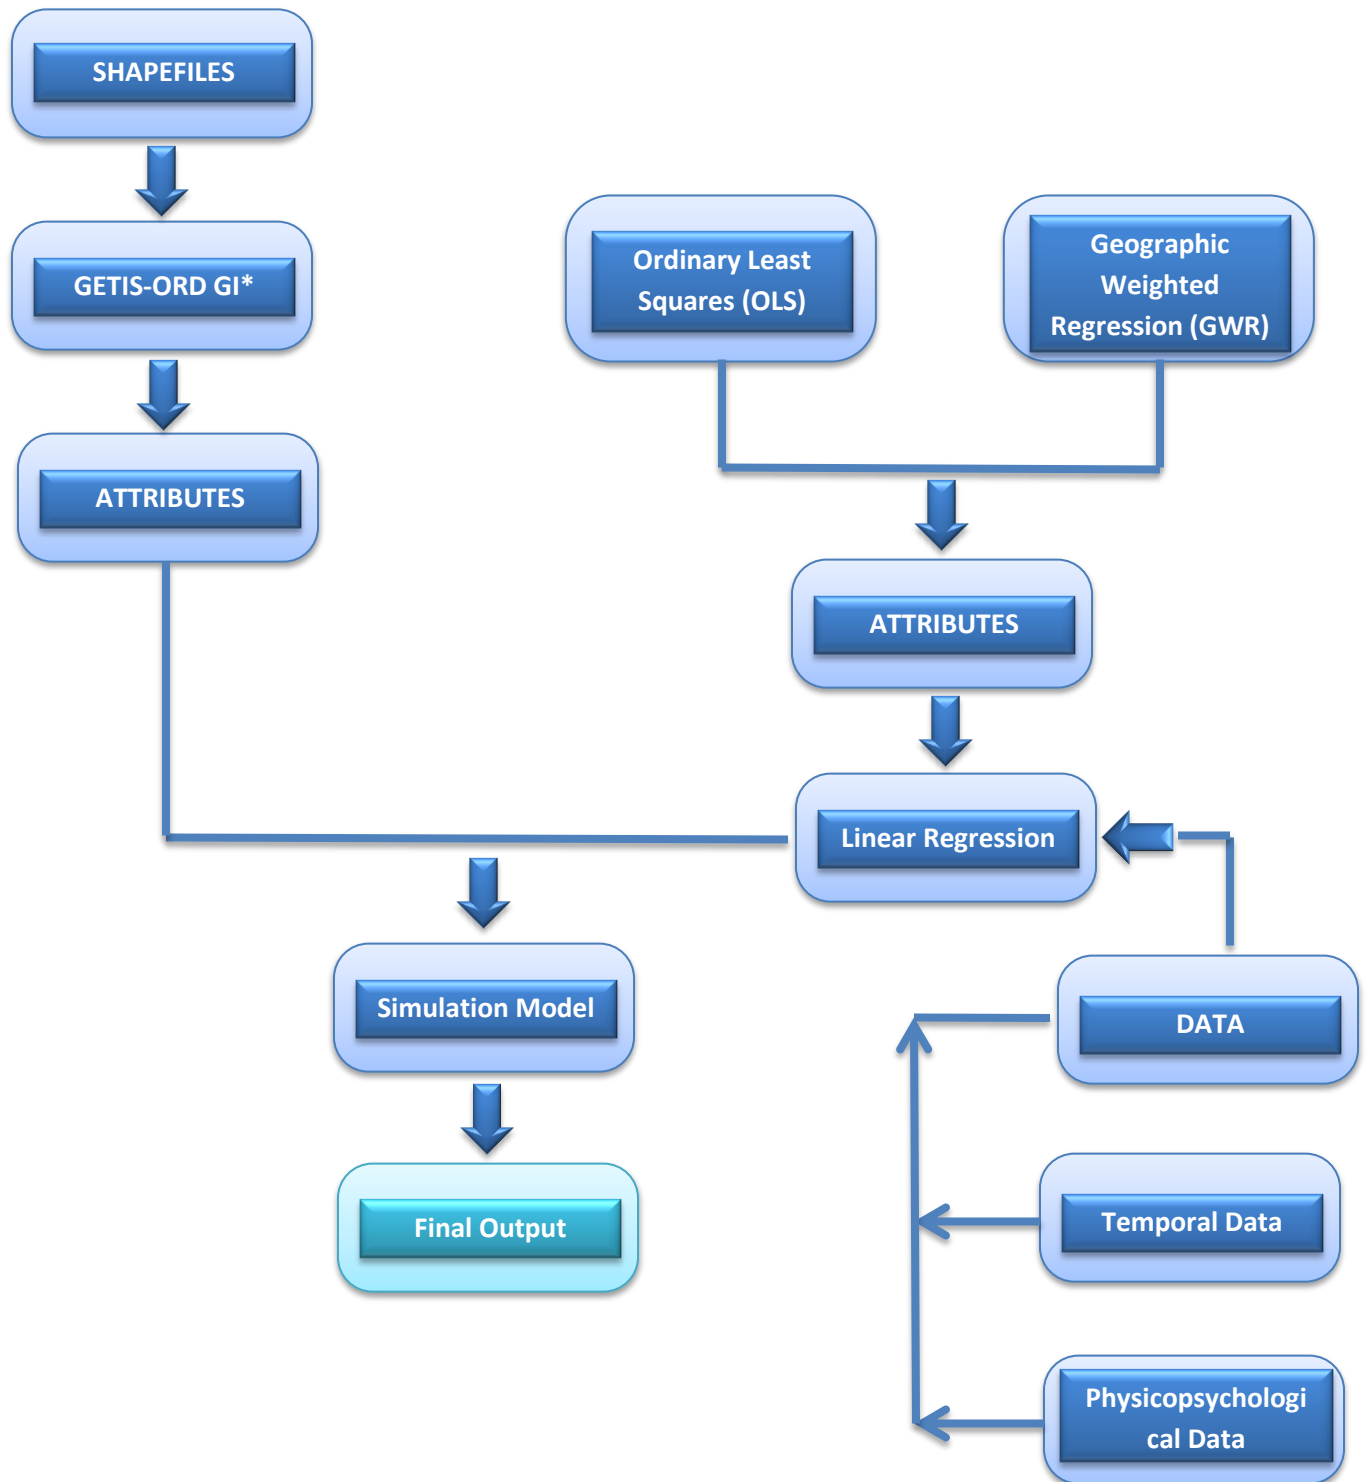 SHAPEFILES
GETIS-ORD GI*
ATTRIBUTES
Ordinary Least
Squares (OLS)
Geographic
Weighted
Regression (GWR)
ATTRIBUTES
Linear Regression
Simulation Model
Final Output
DATA
Temporal Data
Physicopsychologi
cal Data